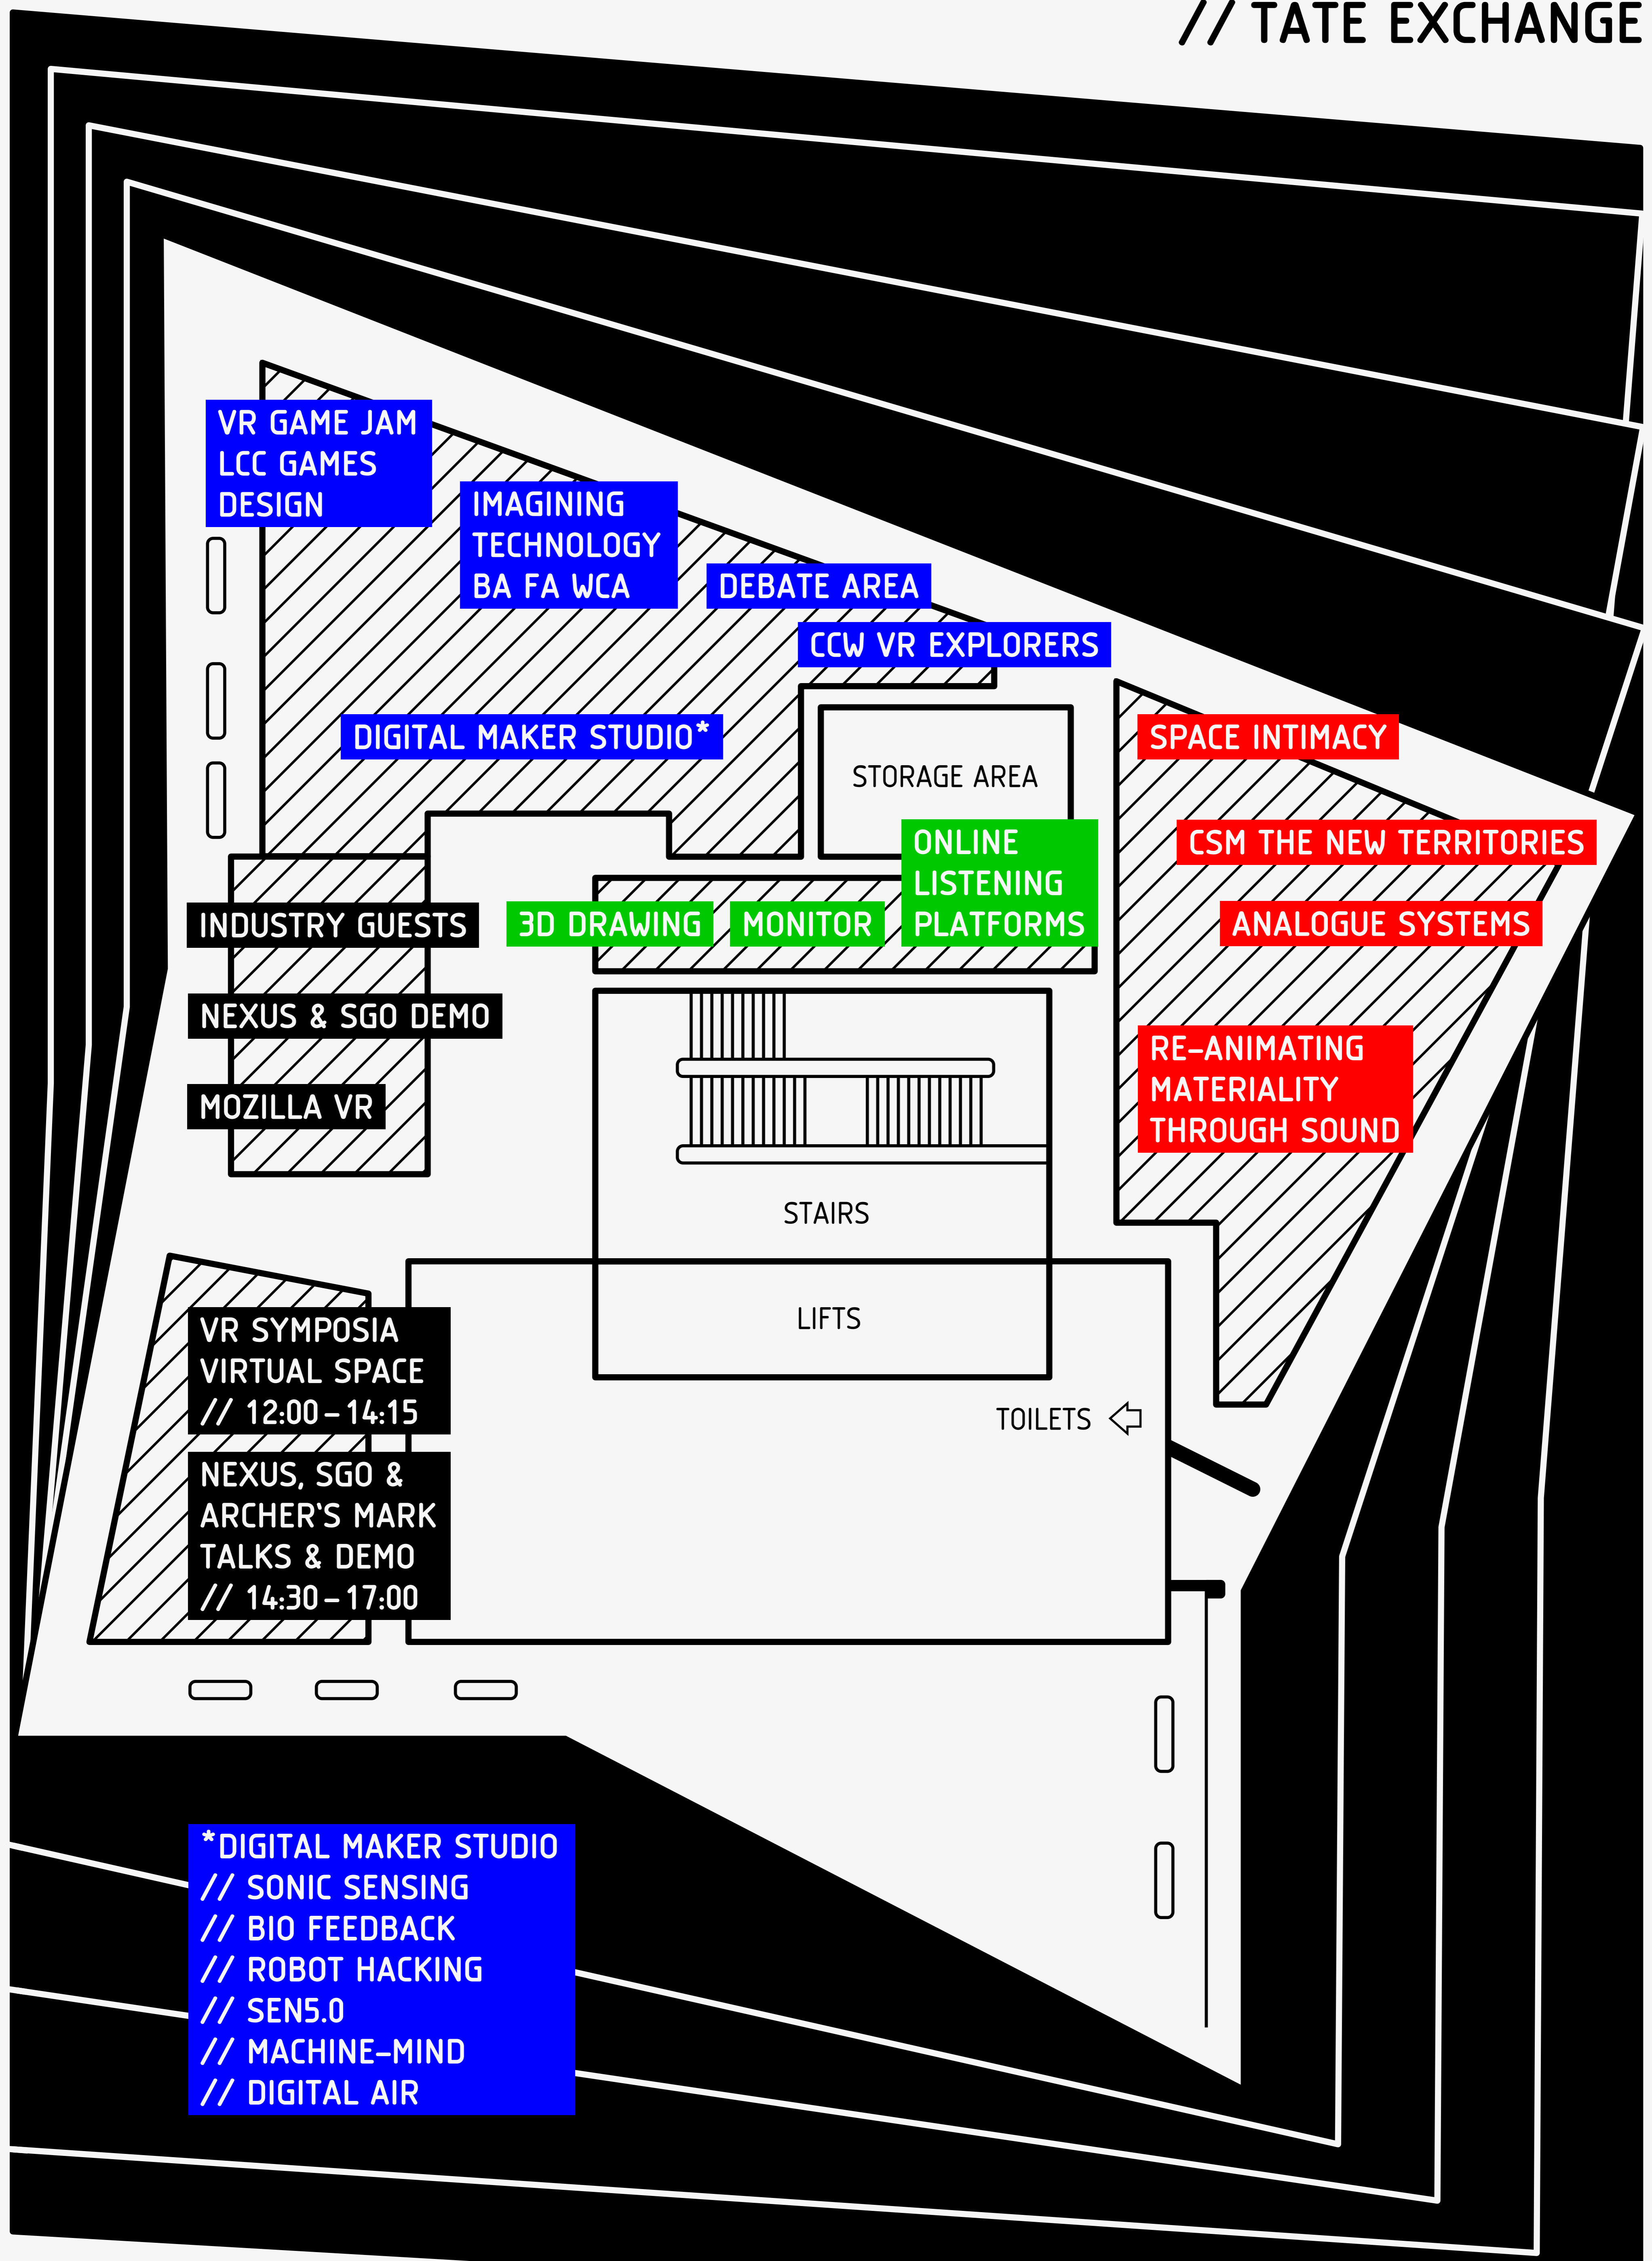 // TATE EXCHANGE
VR GAME JAM
LCC GAMES
DESIGN
IMAGINING
TECHNOLOGY
BA FA WCA
DEBATE AREA
CCW VR EXPLORERS
DIGITAL MAKER STUDIO*
STORAGE AREA
SPACE INTIMACY
CSM THE NEW TERRITORIES
ANALOGUE SYSTEMS
ONLINE
LISTENING
PLATFORMS
3D DRAWING
MONITOR
INDUSTRY GUESTS
NEXUS & SGO DEMO
MOZILLA VR
RE–ANIMATING
MATERIALITY
THROUGH SOUND
STAIRS
LIFTS
TOILETS
VR SYMPOSIA
VIRTUAL SPACE
// 12:00 – 14:15
NEXUS, SGO &
ARCHER‘S MARK
TALKS & DEMO
// 14:30 – 17:00
*DIGITAL MAKER STUDIO
// SONIC SENSING
// BIO FEEDBACK
// ROBOT HACKING
// SEN5.0
// MACHINE–MIND
// DIGITAL AIR